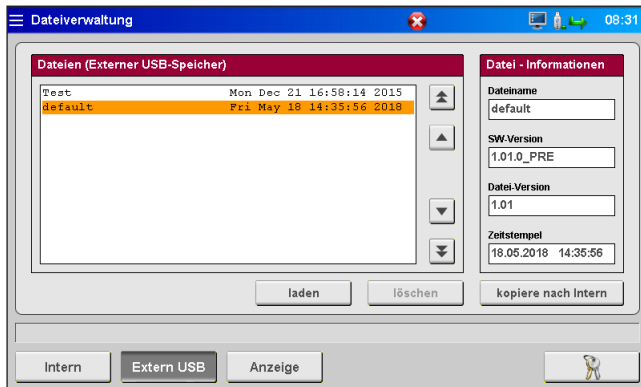 Dateiverwaltung 08:31
Dateien (Externer USB-Speicher)
Test Mon Dec 21 16:58:14 2015
default Fri May 18 14:35:56 2018
Datei - Informationen
Dateiname
default
SW-Version
1.01.0_PRE
Datei-Version
1.01
Zeitstempel
18.05.2018 14:35:56
laden löschen kopiere nach Intern
Intern Extern USB Anzeige